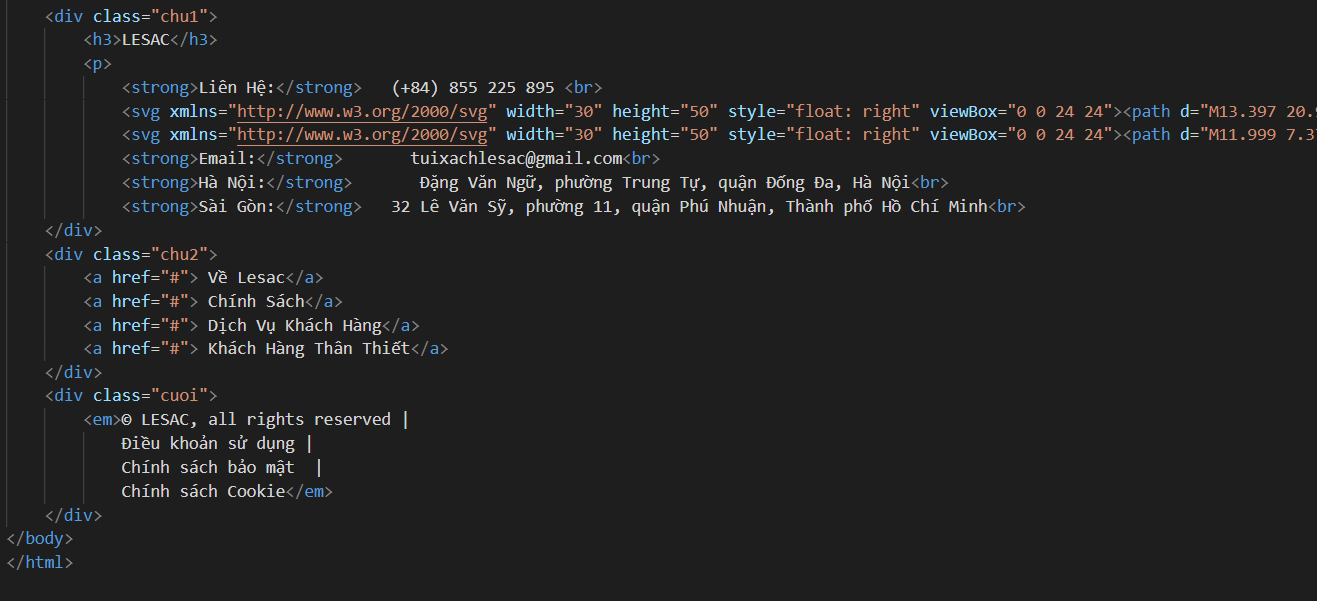 <div class="chu1">
<h3>LESAC</h3>
<p>
<strong>Liên Hệ:</strong>   (+84) 855 225 895 <br>
<svg xmlns="http://www.w3.org/2000/svg" width="30" height="50" style="float: right" viewBox="0 0 24 24"><path d="M13.397 20.
<svg xmlns="http://www.w3.org/2000/svg" width="30" height="50" style="float: right" viewBox="0 0 24 24"><path d="M11.999 7.3
<strong>Email:</strong>       tuixachlesac@gmail.com<br>
<strong>Hà Nội:</strong>       Đặng Văn Ngữ, phường Trung Tự, quận Đống Đa, Hà Nội<br>
<strong>Sài Gòn:</strong>   32 Lê Văn Sỹ, phường 11, quận Phú Nhuận, Thành phố Hồ Chí Minh<br>
</div>
<div class="chu2">
<a href="#"> Về Lesac</a>
<a href="#"> Chính Sách</a>
<a href="#"> Dịch Vụ Khách Hàng</a>
<a href="#"> Khách Hàng Thân Thiết</a>
</div>
<div class="cuoi">
<em>© LESAC, all rights reserved |
Điều khoản sử dụng |
Chính sách bảo mật  |
Chính sách Cookie</em>
</div>
</body>
</html>